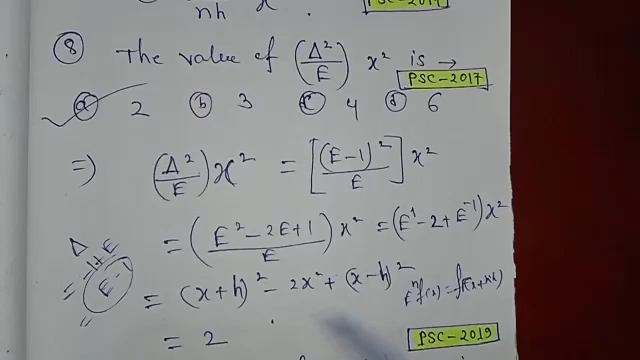 nh x .
PSC-2017
⑧ The value of (Δ²/E) x² is →
PSC-2017
ⓐ 2 ⓑ 3 ⓒ 4 ⓓ 6
⇒ (Δ²/E) x² = [(E-1)²/E] x²
= (E² - 2E + 1 / E) x² = (E¹ - 2 + E⁻¹) x²
= (x+h)² - 2x² + (x-h)² Eⁿf(x) = f(x+nh)
= 2
PSC-2019